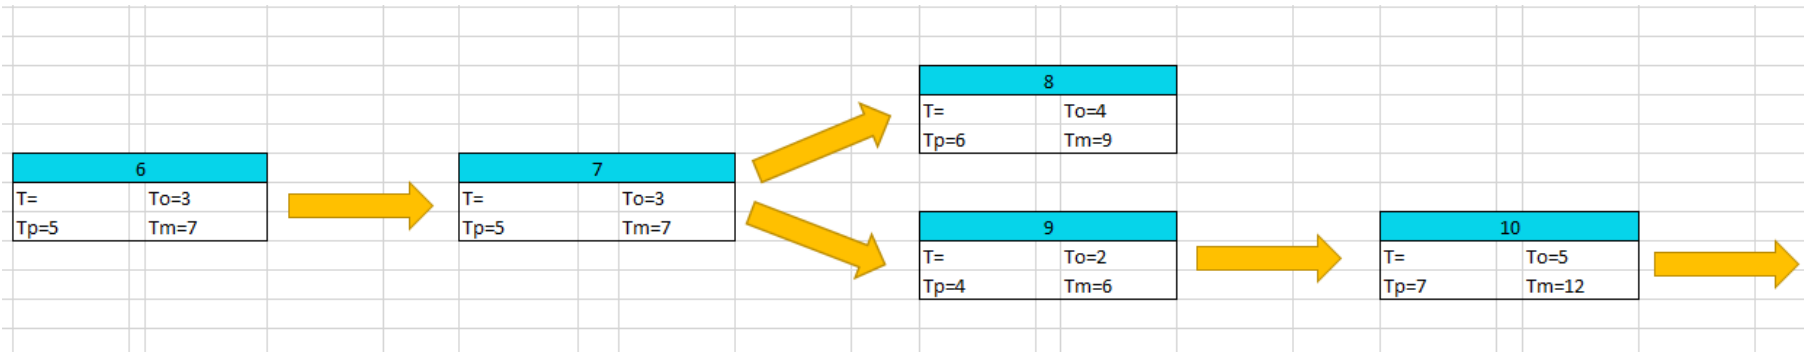 6
T= To=3
Tp=5 Tm=7
7
T= To=3
Tp=5 Tm=7
8
T= To=4
Tp=6 Tm=9
9
T= To=2
Tp=4 Tm=6
10
T= To=5
Tp=7 Tm=12